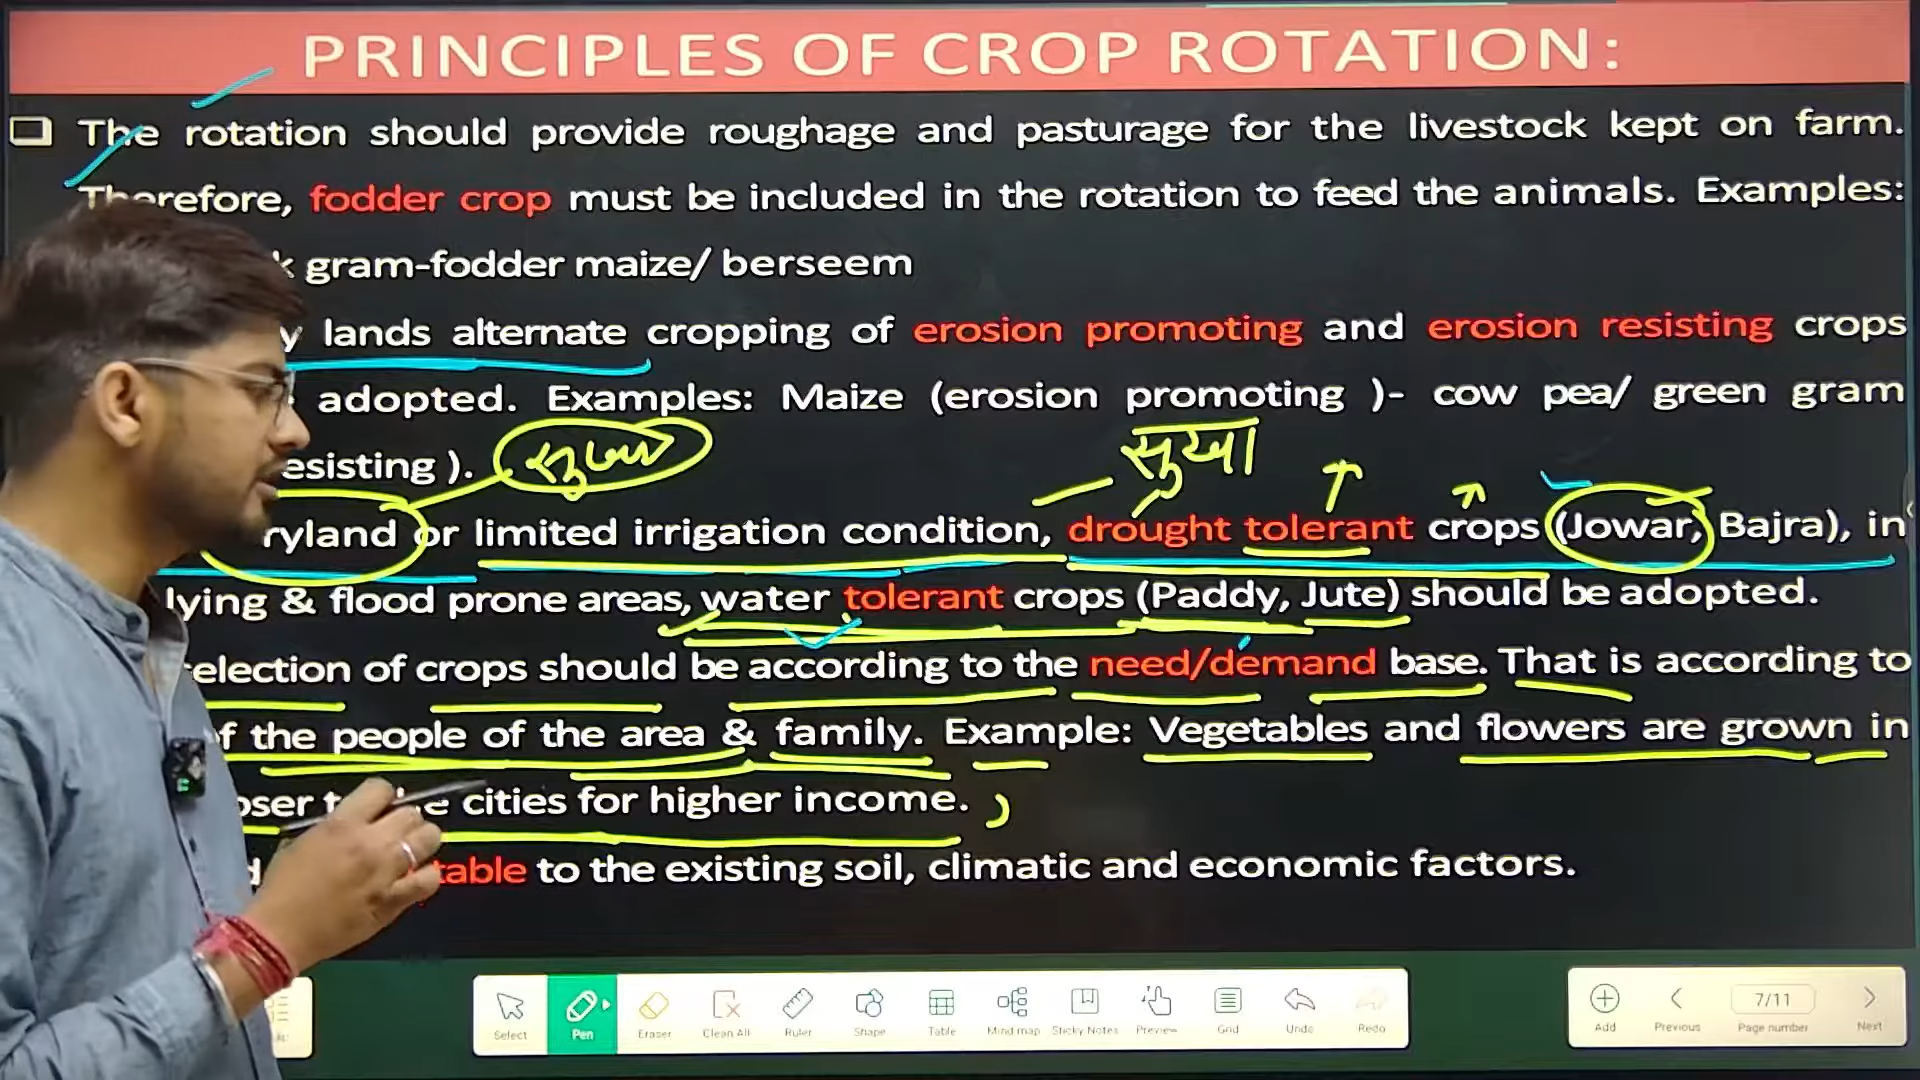 PRINCIPLES OF CROP ROTATION:
The rotation should provide roughage and pasturage for the livestock kept on farm.
Therefore, fodder crop must be included in the rotation to feed the animals. Examples:
gram-fodder maize/ berseem
lands alternate cropping of erosion promoting and erosion resisting crops
adopted. Examples: Maize (erosion promoting )- cow pea/ green gram
esisting ).
सूखा
ryland or limited irrigation condition, drought tolerant crops (Jowar, Bajra), in
lying & flood prone areas, water tolerant crops (Paddy, Jute) should be adopted.
election of crops should be according to the need/demand base. That is according to
f the people of the area & family. Example: Vegetables and flowers are grown in
oser cities for higher income.
table to the existing soil, climatic and economic factors.
Select Pen Eraser Clean All Ruler Shape Table Mind map Sticky Notes Preview Grid Undo Redo
7/11
Add Previous Page number Next